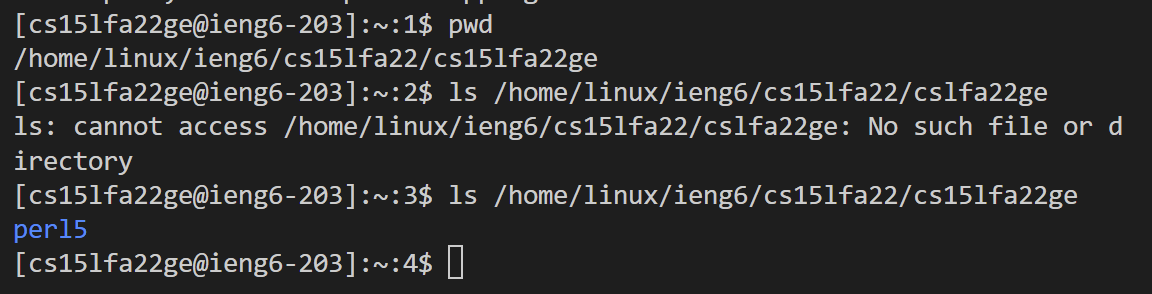 [cs15lfa22ge@ieng6-203]:~:1$ pwd
/home/linux/ieng6/cs15lfa22/cs15lfa22ge
[cs15lfa22ge@ieng6-203]:~:2$ ls /home/linux/ieng6/cs15lfa22/cslfa22ge
ls: cannot access /home/linux/ieng6/cs15lfa22/cslfa22ge: No such file or d
irectory
[cs15lfa22ge@ieng6-203]:~:3$ ls /home/linux/ieng6/cs15lfa22/cs15lfa22ge
perl5
[cs15lfa22ge@ieng6-203]:~:4$